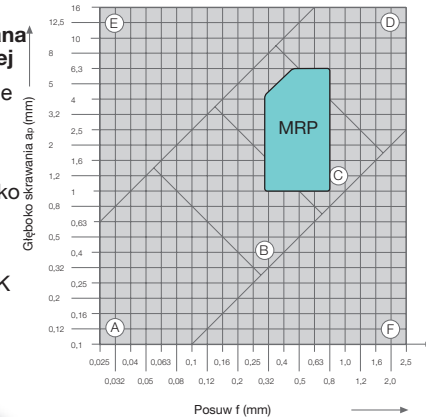 ana
ej
e
ko
K
Głęboko skrawania ap (mm)
16
12,5
10
8
6,3
5
4
3,2
2,5
2
1,6
1,2
1
0,8
0,63
0,5
0,4
0,32
0,25
0,2
0,16
0,12
0,1
E
D
MRP
C
B
A
F
0,025 0,04 0,063 0,1 0,16 0,25 0,4 0,63 1,0 1,6 2,5
0,032 0,05 0,08 0,12 0,2 0,32 0,5 0,8 1,2 2,0
Posuw f (mm)